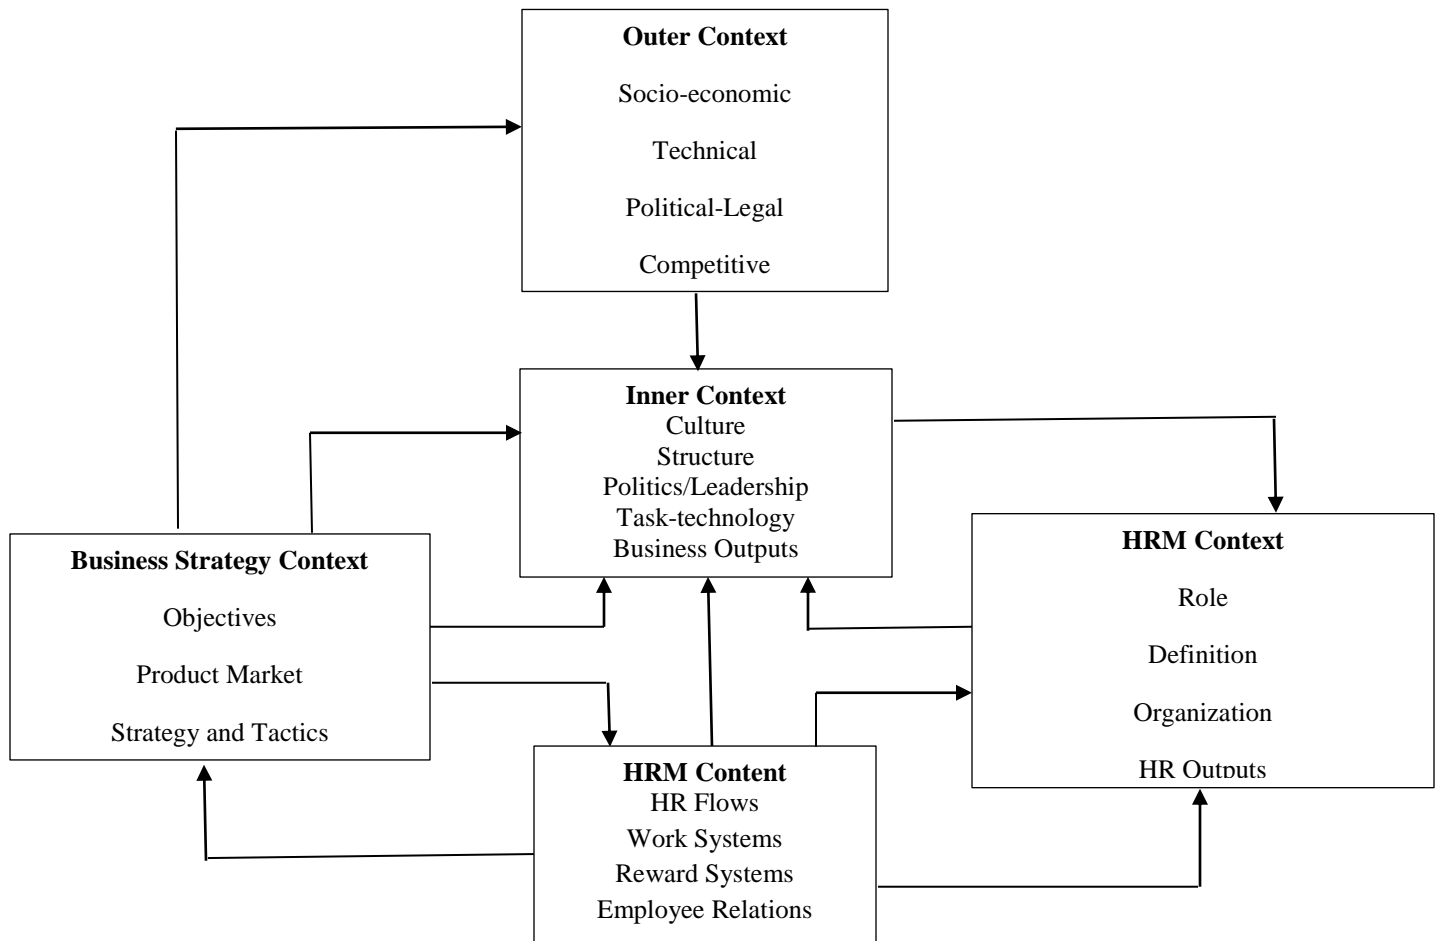 Outer Context
Socio-economic
Technical
Political-Legal
Competitive
Inner Context
Culture
Structure
Politics/Leadership
Task-technology
Business Outputs
Business Strategy Context
Objectives
Product Market
Strategy and Tactics
HRM Context
Role
Definition
Organization
HR Outputs
HRM Content
HR Flows
Work Systems
Reward Systems
Employee Relations